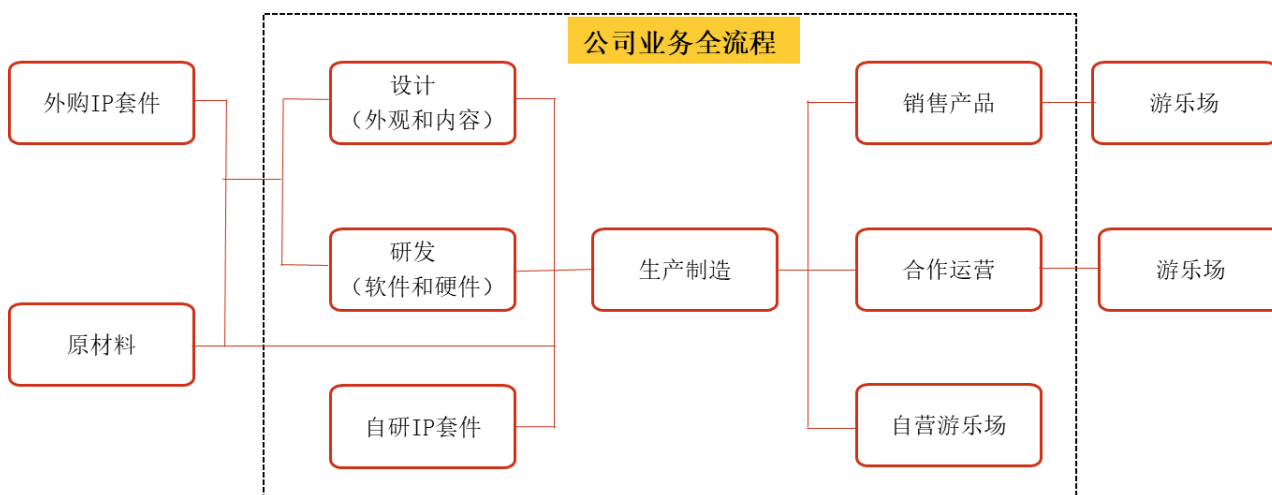 公司业务全流程
外购IP套件
设计
（外观和内容）
销售产品
游乐场
研发
（软件和硬件）
生产制造
合作运营
游乐场
原材料
自研IP套件
自营游乐场